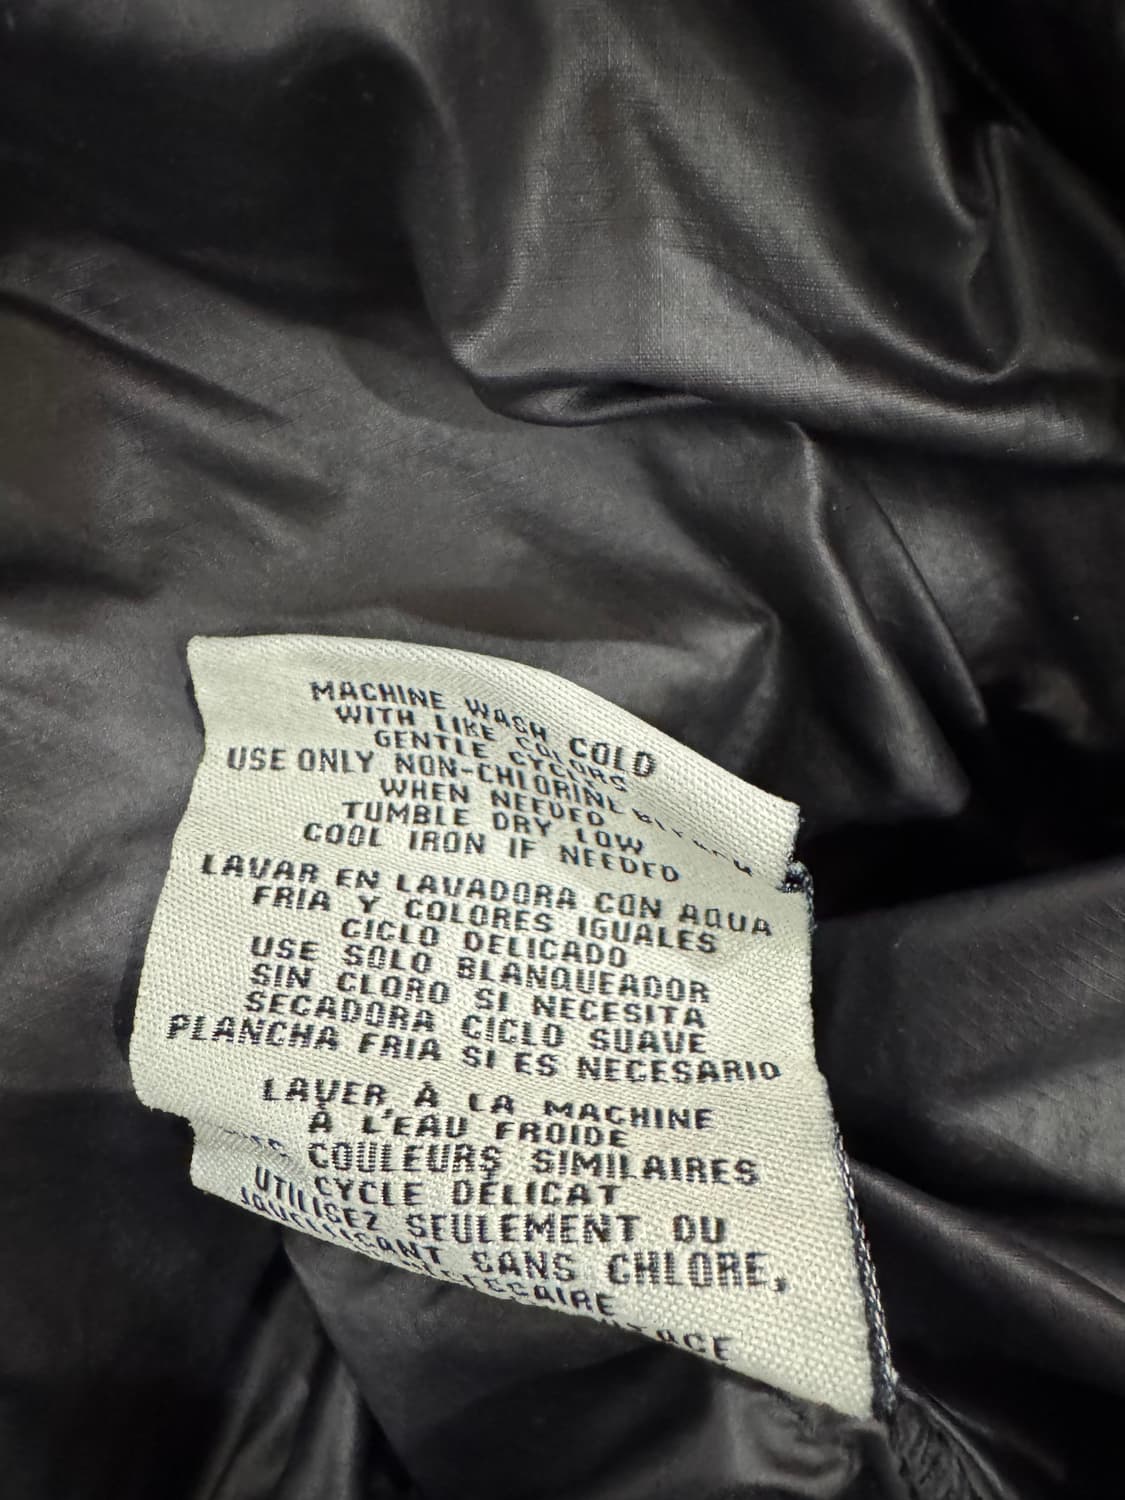 MACHINE WASH COLD
WITH LIKE COLORS
GENTLE CYCLE
USE ONLY NON-CHLORINE
WHEN NEEDED
TUMBLE DRY LOW
COOL IRON IF NEEDED
LAVAR EN LAVADORA CON AQUA
FRIA Y COLORES IGUALES
CICLO DELICADO
USE SOLO BLANQUEADOR
SIN CLORO SI NECESITA
SECADORA CICLO SUAVE
PLANCHA FRIA SI ES NECESARIO
LAVER À LA MACHINE
À L'EAU FROIDE
COULEURS SIMILAIRES
CYCLE DÉLICAT
UTILISEZ SEULEMENT DU
SANS CHLORE,